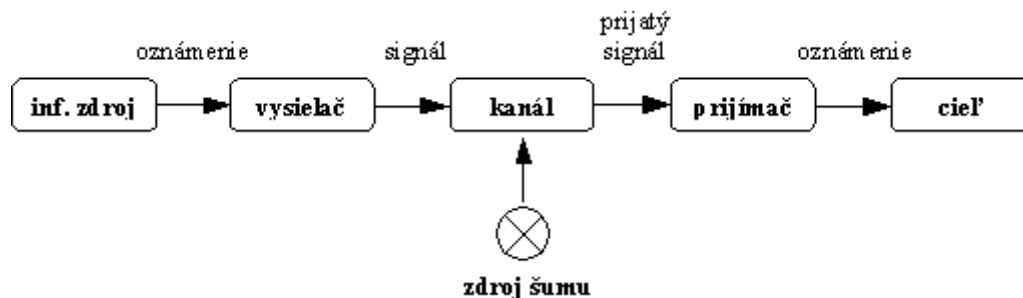 oznámenie
signál
prijatý
signál
oznámenie
inf. zdroj
vysielač
kanál
prijímač
cieľ
zdroj šumu